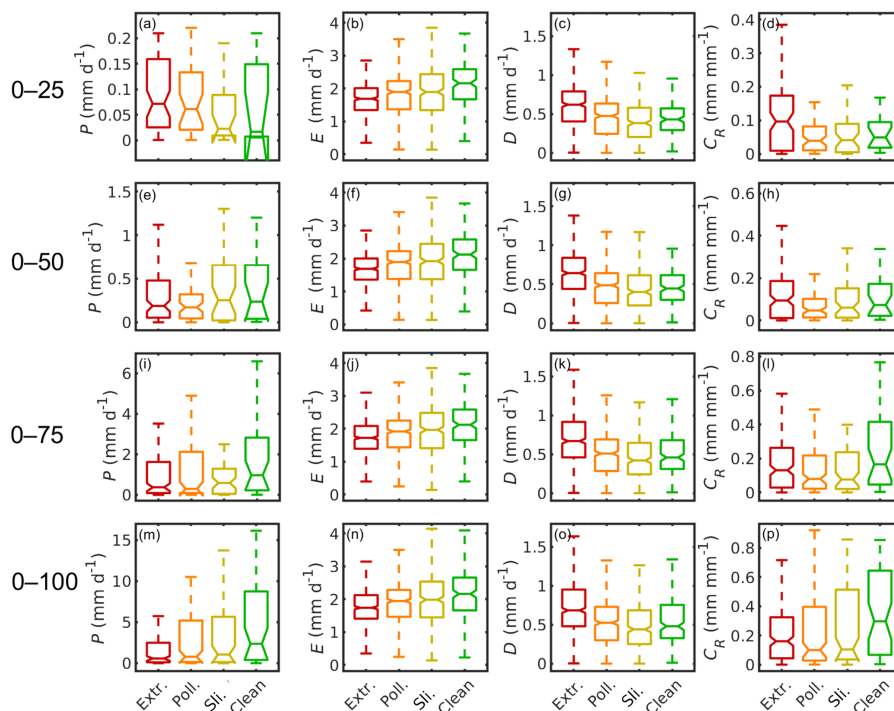 0–25
(a) P (mm d⁻¹) 0 0.05 0.1 0.15 0.2
(b) E (mm d⁻¹) 0 1 2 3 4
(c) D (mm d⁻¹) 0 0.5 1 1.5
(d) C_R (mm mm⁻¹) 0 0.1 0.2 0.3 0.4
0–50
(e) P (mm d⁻¹) 0 0.5 1 1.5
(f) E (mm d⁻¹) 0 1 2 3 4
(g) D (mm d⁻¹) 0 0.5 1 1.5
(h) C_R (mm mm⁻¹) 0 0.2 0.4 0.6
0–75
(i) P (mm d⁻¹) 0 2 4 6
(j) E (mm d⁻¹) 0 1 2 3 4
(k) D (mm d⁻¹) 0 0.5 1 1.5
(l) C_R (mm mm⁻¹) 0 0.2 0.4 0.6 0.8
0–100
(m) P (mm d⁻¹) 0 5 10 15
(n) E (mm d⁻¹) 0 1 2 3 4
(o) D (mm d⁻¹) 0 0.5 1 1.5
(p) C_R (mm mm⁻¹) 0 0.2 0.4 0.6 0.8
Extr. Poll. Sli. Clean Extr. Poll. Sli. Clean Extr. Poll. Sli. Clean Extr. Poll. Sli. Clean